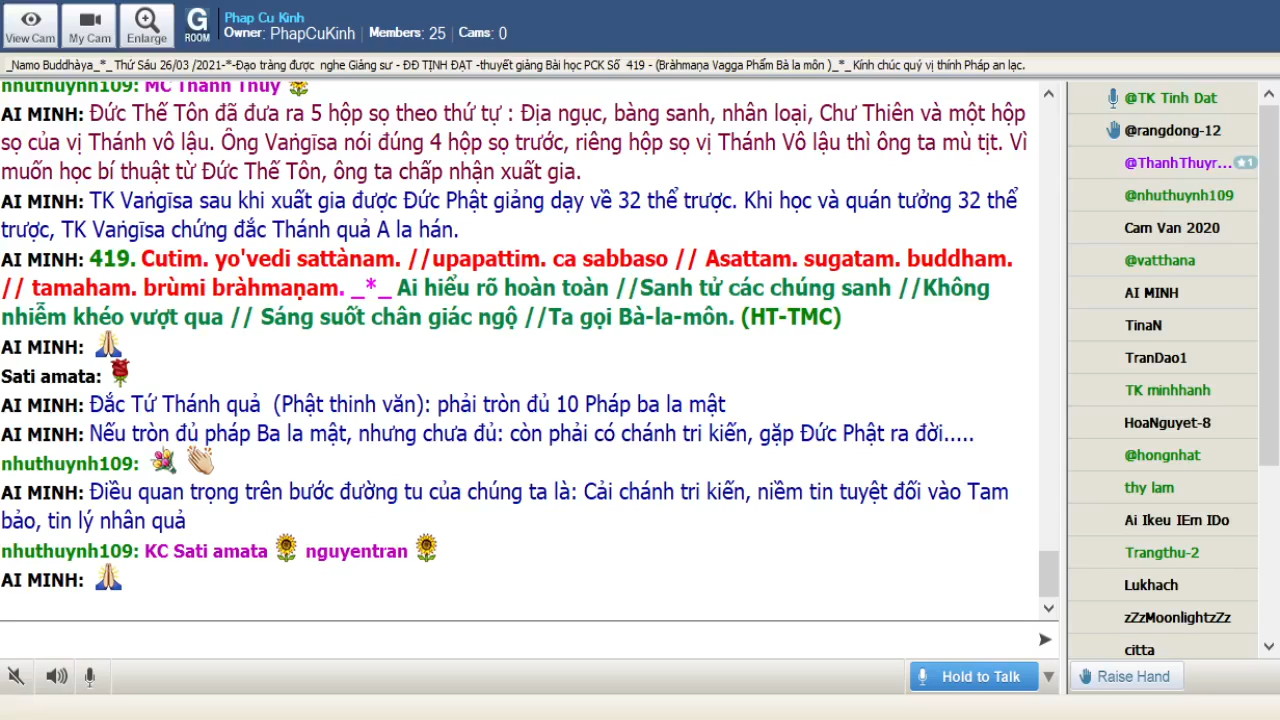 View Cam
My Cam
Enlarge
G
ROOM
Phap Cu Kinh
Owner: PhapCuKinh
Members: 25
Cams: 0
_Namo Buddhàya_*_ Thứ Sáu 26/03 /2021-*-Đạo tràng được nghe Giảng sư - ĐĐ TỊNH ĐẠT -thuyết giảng Bài học PCK Số 419 - (Bràhmaṇa Vagga Phẩm Bà la môn )_*_Kính chúc quý vị thính Pháp an lạc.
nhuthuynh109: MC Thanh Thuy
AI MINH: Đức Thế Tôn đã đưa ra 5 hộp sọ theo thứ tự : Địa ngục, bàng sanh, nhân loại, Chư Thiên và một hộp
sọ của vị Thánh vô lậu. Ông Vaṅgīsa nói đúng 4 hộp sọ trước, riêng hộp sọ vị Thánh Vô lậu thì ông ta mù tịt. Vì
muốn học bí thuật từ Đức Thế Tôn, ông ta chấp nhận xuất gia.
AI MINH: TK Vaṅgīsa sau khi xuất gia được Đức Phật giảng dạy về 32 thể trược. Khi học và quán tưởng 32 thể
trược, TK Vaṅgīsa chứng đắc Thánh quả A la hán.
AI MINH: 419. Cutim. yo'vedi sattànam. //upapattim. ca sabbaso // Asattam. sugatam. buddham.
// tamaham. brùmi bràhmaṇam. _*_ Ai hiểu rõ hoàn toàn //Sanh tử các chúng sanh //Không
nhiễm khéo vượt qua // Sáng suốt chân giác ngộ //Ta gọi Bà-la-môn. (HT-TMC)
AI MINH:
Sati amata:
AI MINH: Đắc Tứ Thánh quả (Phật thinh văn): phải tròn đủ 10 Pháp ba la mật
AI MINH: Nếu tròn đủ pháp Ba la mật, nhưng chưa đủ: còn phải có chánh tri kiến, gặp Đức Phật ra đời.....
nhuthuynh109:
AI MINH: Điều quan trọng trên bước đường tu của chúng ta là: Cải chánh tri kiến, niềm tin tuyệt đối vào Tam
bảo, tin lý nhân quả
nhuthuynh109: KC Sati amata nguyentran
AI MINH:
Hold to Talk
@TK Tinh Dat
@rangdong-12
@ThanhThuyr... ★1
@nhuthuynh109
Cam Van 2020
@vatthana
AI MINH
TinaN
TranDao1
TK minhhanh
HoaNguyet-8
@hongnhat
thy lam
Ai Ikeu IEm IDo
Trangthu-2
Lukhach
zZzMoonlightzZz
citta
Raise Hand